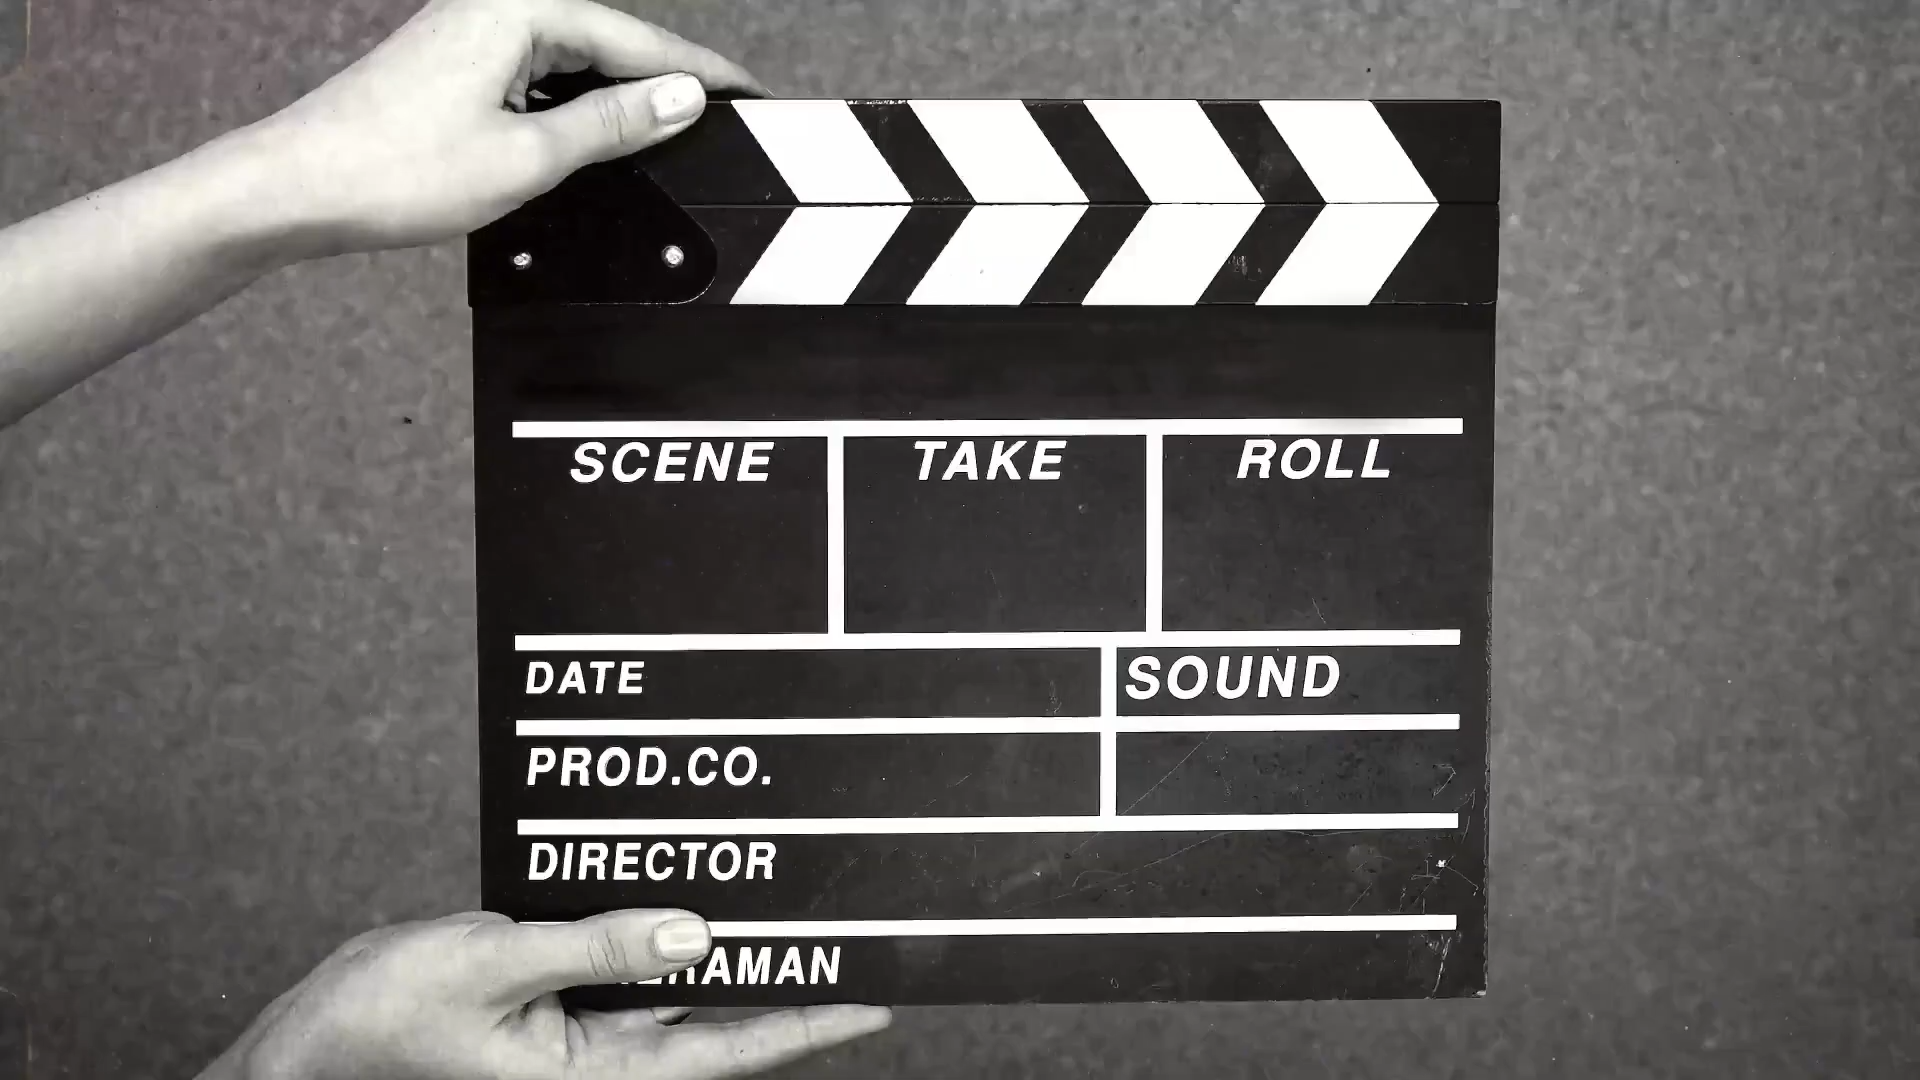 SCENE TAKE ROLL
DATE SOUND
PROD.CO.
DIRECTOR